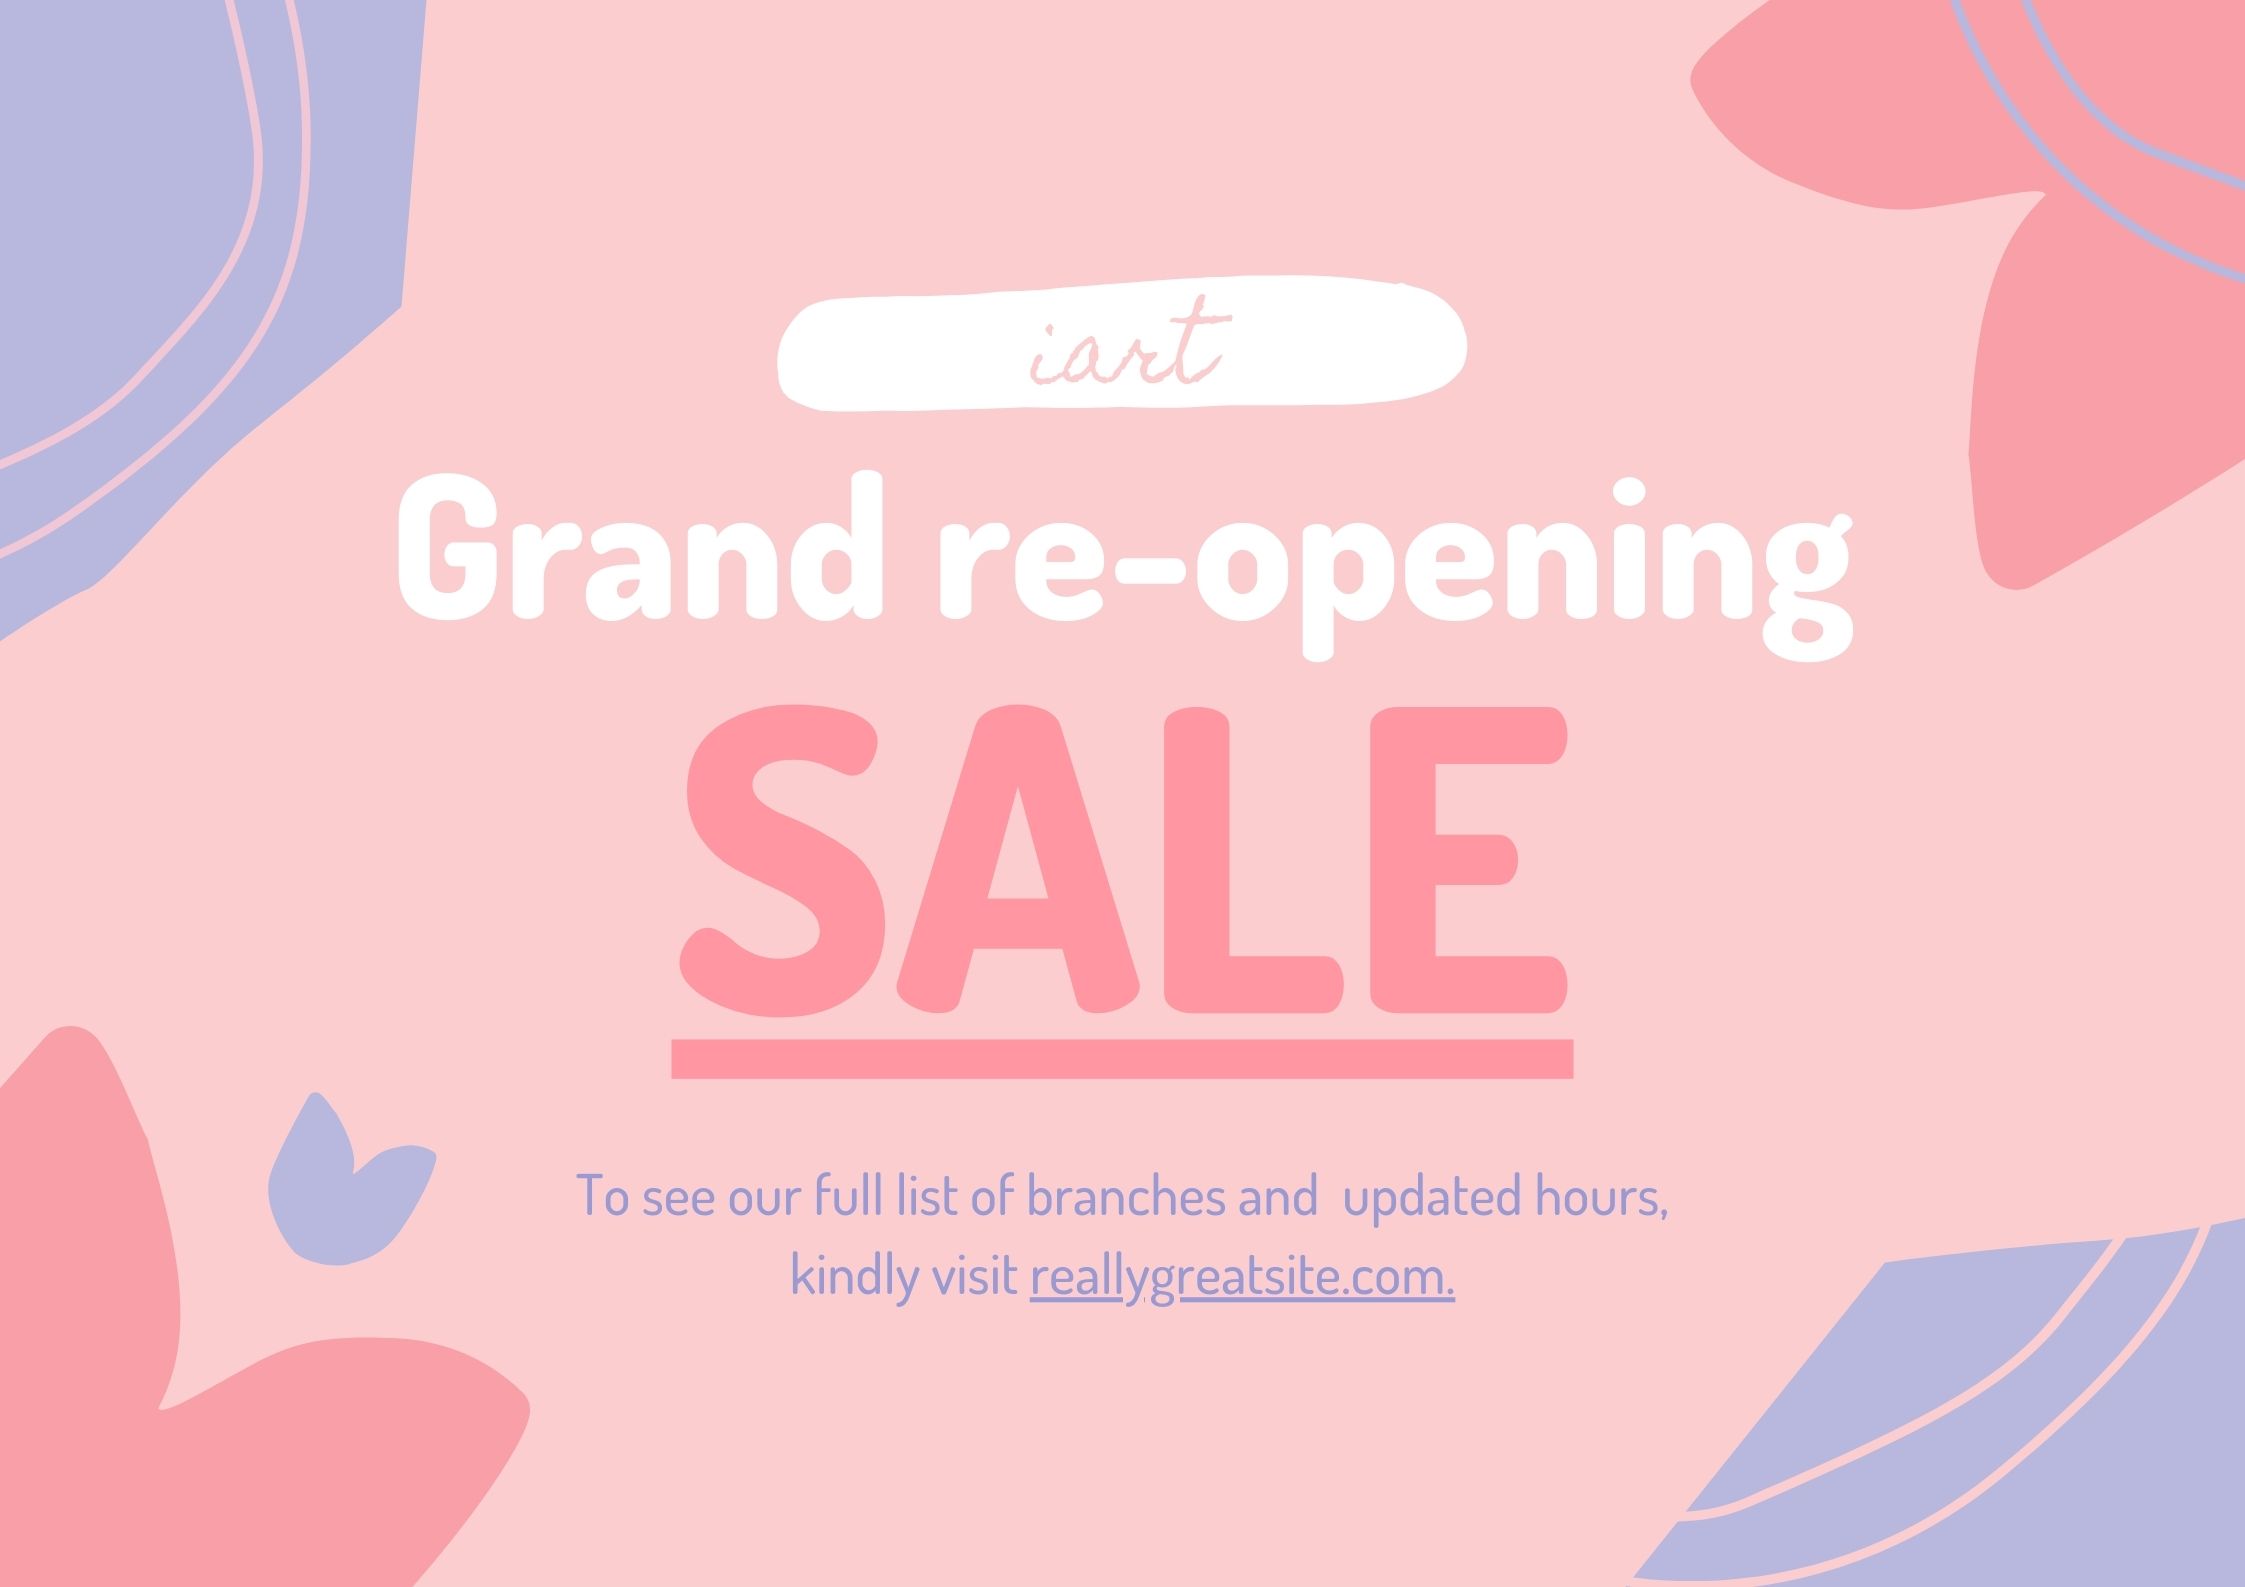 iart
Grand re-opening
SALE
To see our full list of branches and  updated hours,
kindly visit reallygreatsite.com.